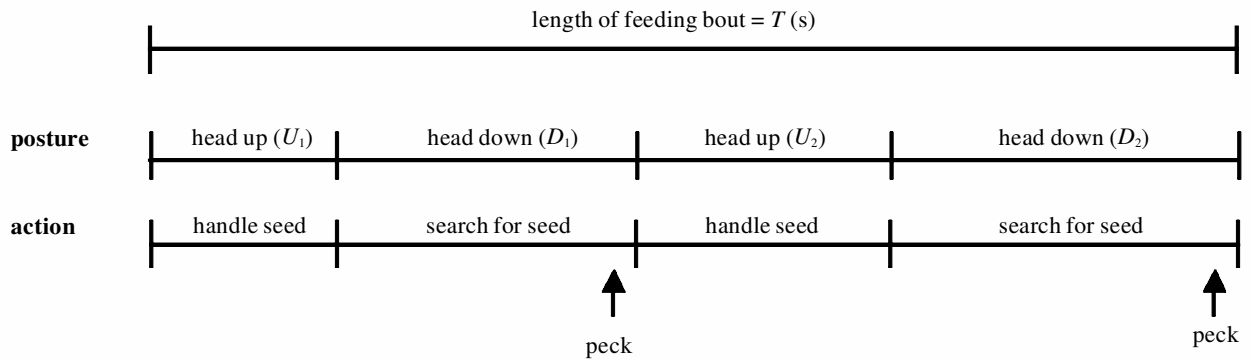 length of feeding bout = T (s)
posture head up (U₁) head down (D₁) head up (U₂) head down (D₂)
action handle seed search for seed handle seed search for seed
peck peck